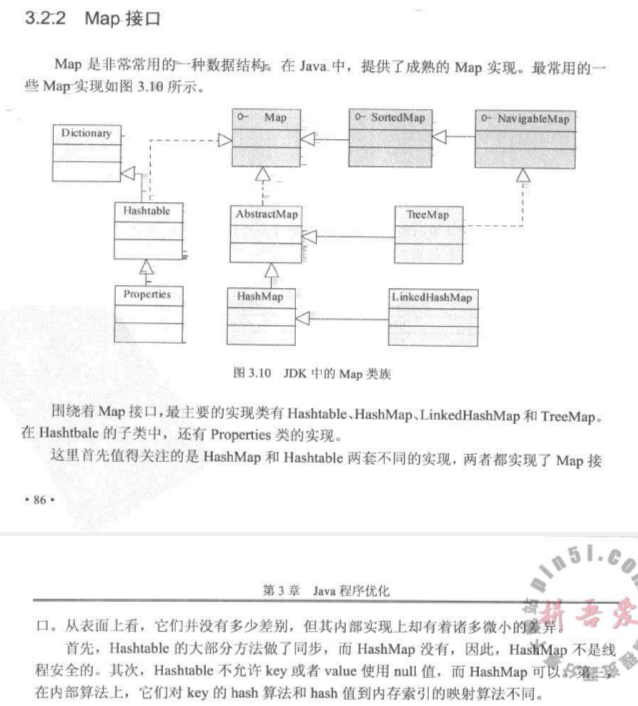 3.2.2 Map 接口
Map 是非常常用的一种数据结构。在 Java 中，提供了成熟的 Map 实现。最常用的一
些 Map 实现如图 3.10 所示。
Map
SortedMap
NavigableMap
Dictionary
Hashtable
AbstractMap
TreeMap
Properties
HashMap
LinkedHashMap
图 3.10 JDK 中的 Map 类族
围绕着 Map 接口，最主要的实现类有 Hashtable、HashMap、LinkedHashMap 和 TreeMap。
在 Hashtbale 的子类中，还有 Properties 类的实现。
这里首先值得关注的是 HashMap 和 Hashtable 两套不同的实现，两者都实现了 Map 接
• 86 •
第 3 章 Java 程序优化
口。从表面上看，它们并没有多少差别，但其内部实现上却有着诸多微小的差异。
首先，Hashtable 的大部分方法做了同步，而 HashMap 没有，因此，HashMap 不是线
程安全的。其次，Hashtable 不允许 key 或者 value 使用 null 值，而 HashMap 可以。第三，
在内部算法上，它们对 key 的 hash 算法和 hash 值到内存索引的映射算法不同。